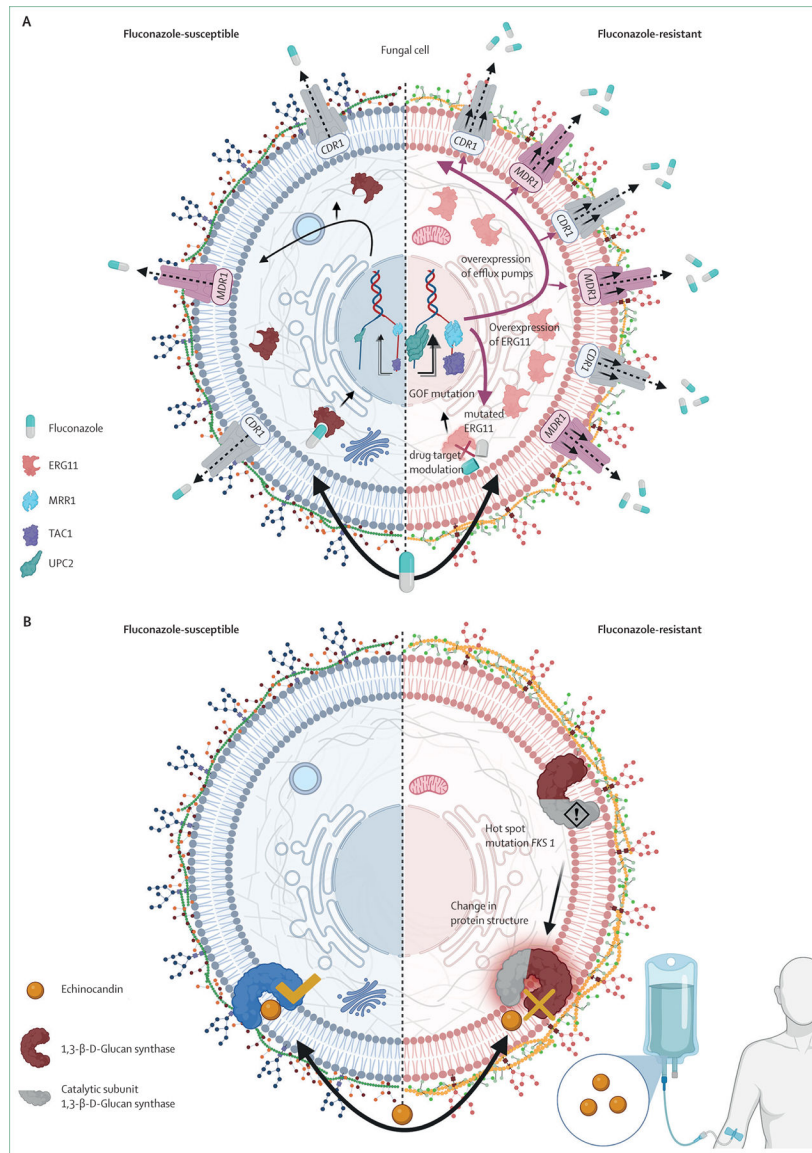 A
Fluconazole-susceptible
Fungal cell
Fluconazole-resistant
CDR1
CDR1
MDR1
CDR1
MDR1
MDR1
CDR1
MDR1
CDR1
overexpression
of efflux pumps
Overexpression
of ERG11
GOF mutation
mutated
ERG11
drug target
modulation
Fluconazole
ERG11
MRR1
TAC1
UPC2
B
Fluconazole-susceptible
Fluconazole-resistant
!
Hot spot
mutation FKS 1
Change in
protein structure
Echinocandin
1,3-β-D-Glucan synthase
Catalytic subunit
1,3-β-D-Glucan synthase